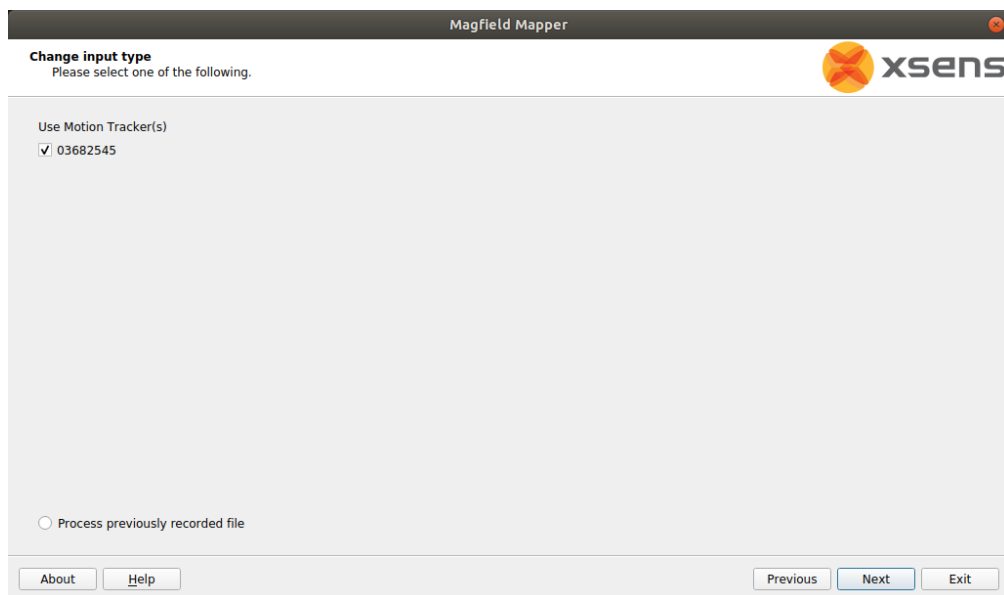 Magfield Mapper
Change input type
Please select one of the following.
xsens
Use Motion Tracker(s)
03682545
Process previously recorded file
About Help Previous Next Exit